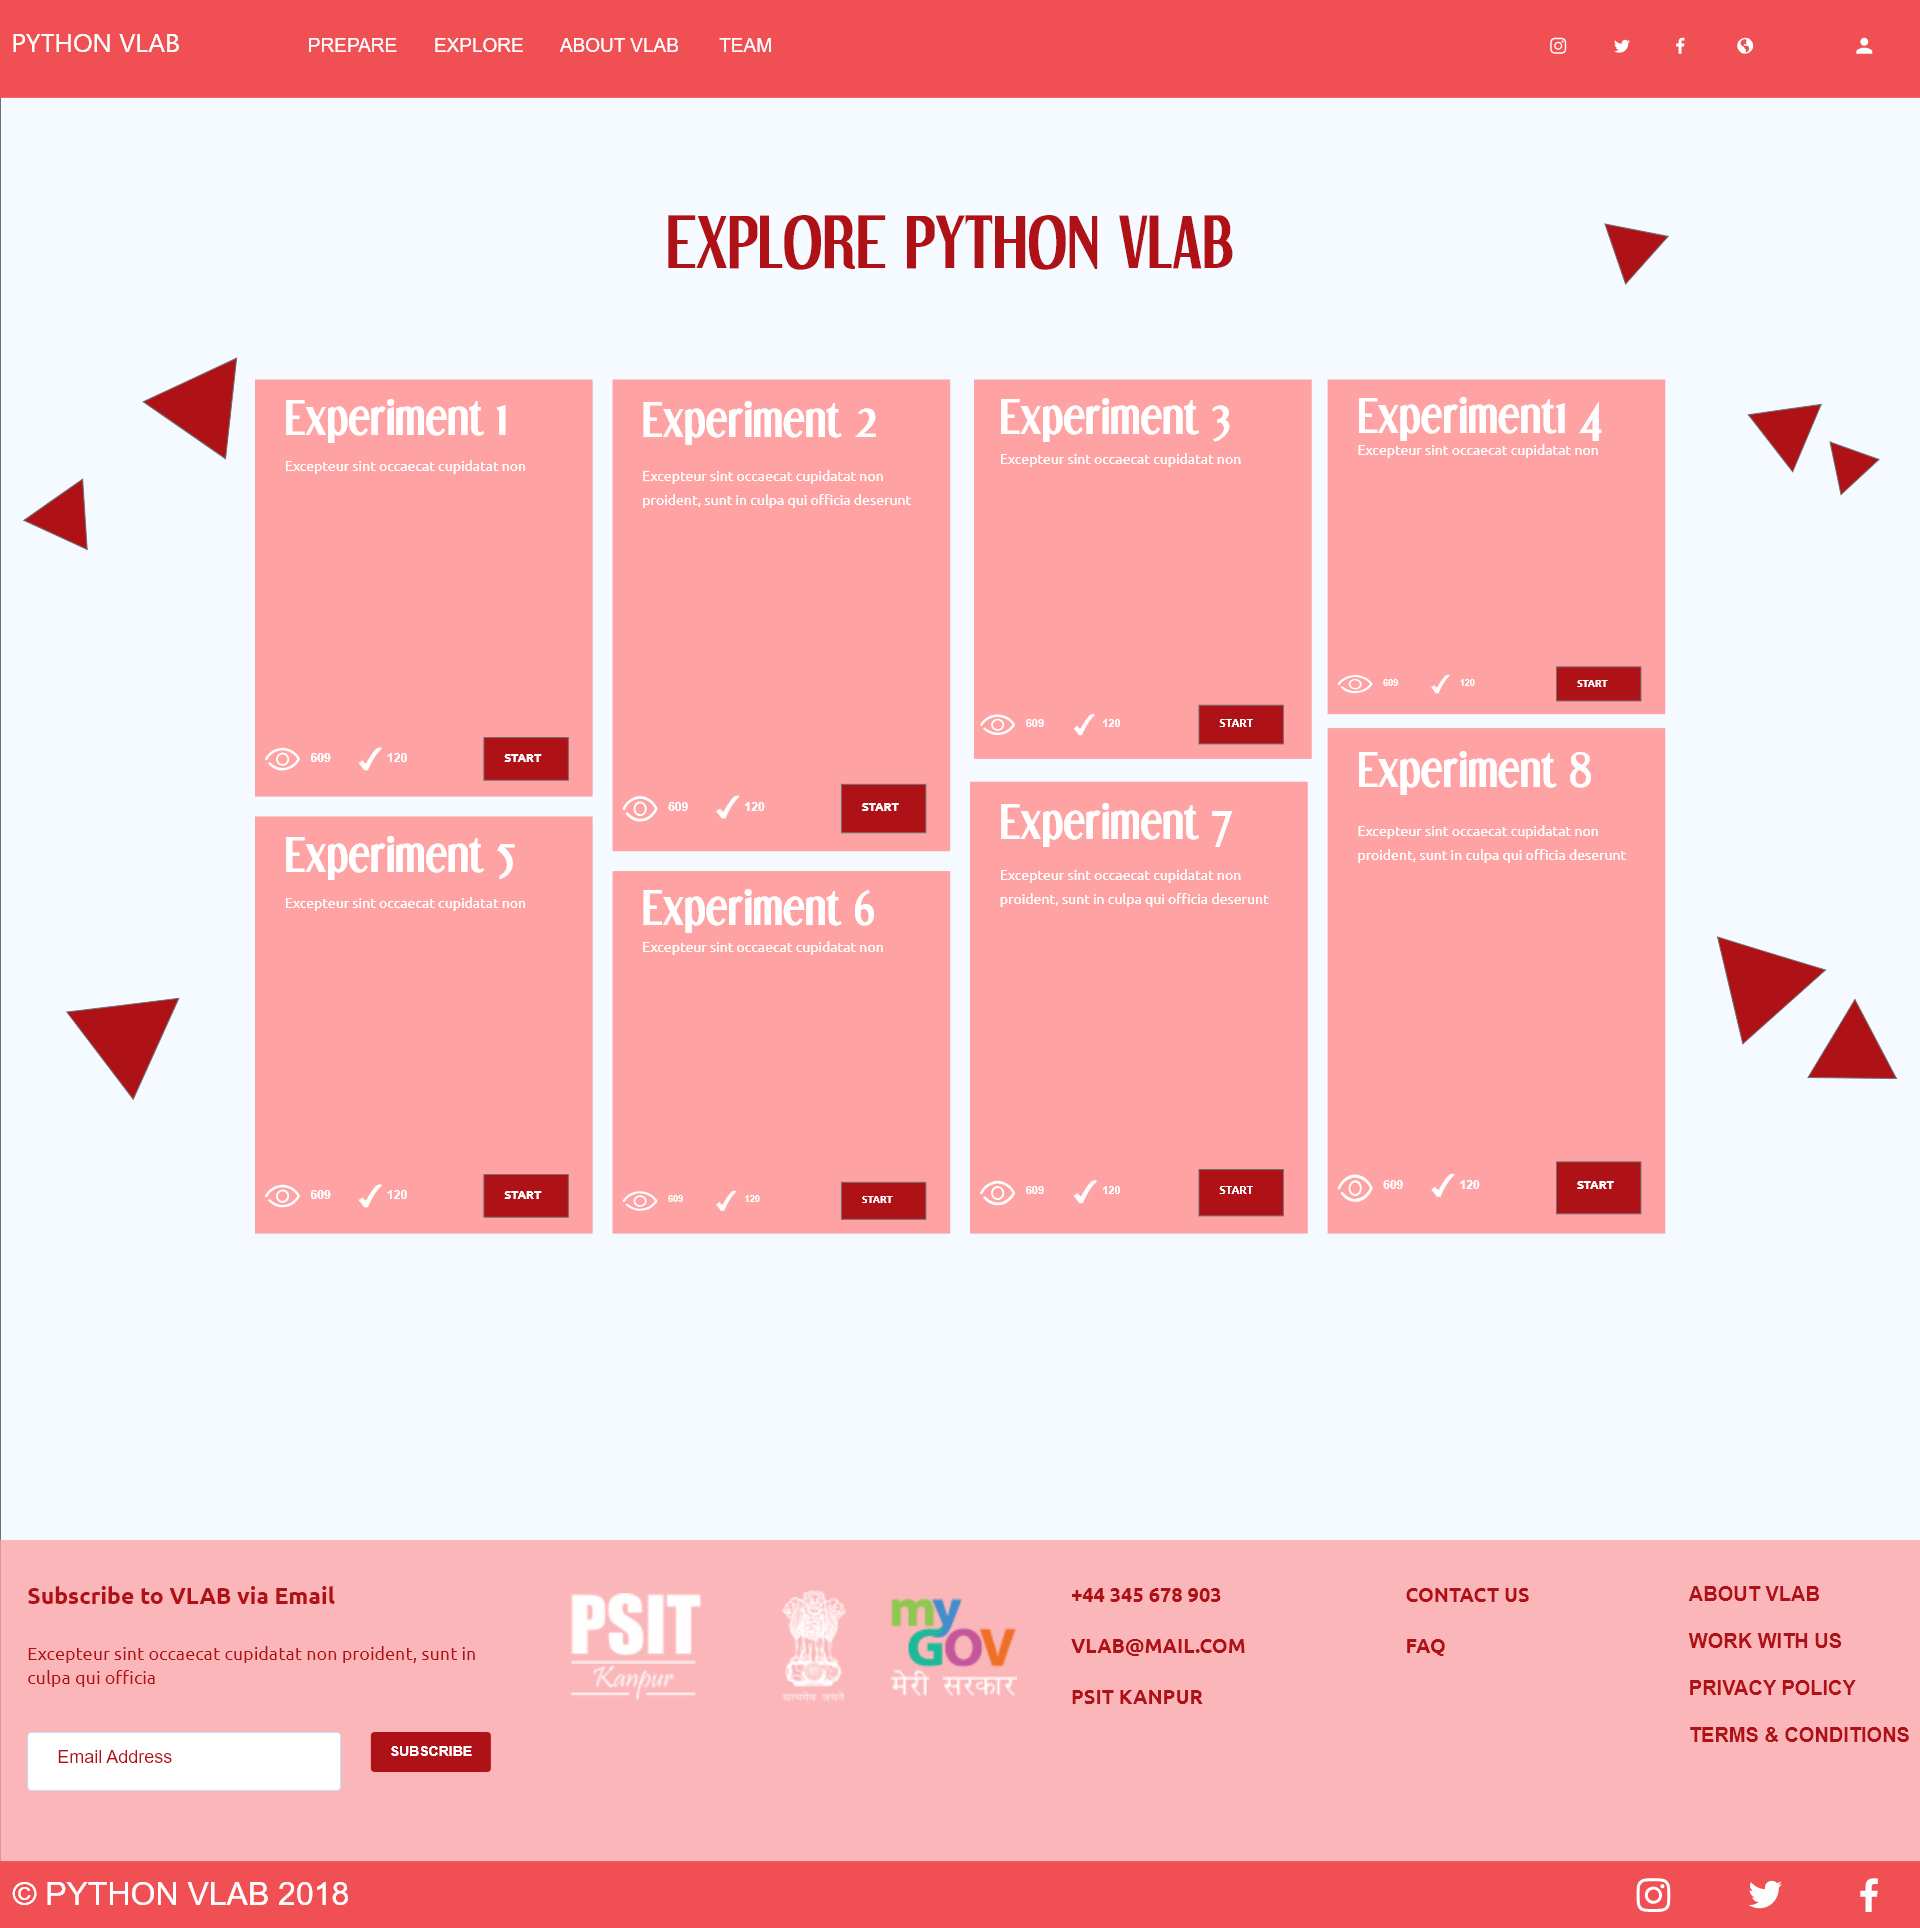 PYTHON VLAB
PREPARE
EXPLORE
ABOUT VLAB
TEAM
EXPLORE PYTHON VLAB
Experiment 1
Excepteur sint occaecat cupidatat non
609
120
START
Experiment 2
Excepteur sint occaecat cupidatat non
proident, sunt in culpa qui officia deserunt
609
120
START
Experiment 3
Excepteur sint occaecat cupidatat non
609
120
START
Experiment1 4
Excepteur sint occaecat cupidatat non
609
120
START
Experiment 5
Excepteur sint occaecat cupidatat non
609
120
START
Experiment 6
Excepteur sint occaecat cupidatat non
609
120
START
Experiment 7
Excepteur sint occaecat cupidatat non
proident, sunt in culpa qui officia deserunt
609
120
START
Experiment 8
Excepteur sint occaecat cupidatat non
proident, sunt in culpa qui officia deserunt
609
120
START
Subscribe to VLAB via Email
Excepteur sint occaecat cupidatat non proident, sunt in
culpa qui officia
Email Address
SUBSCRIBE
PSIT
Kanpur
सत्यमेव जयते
my
GOV
मेरी सरकार
+44 345 678 903
VLAB@MAIL.COM
PSIT KANPUR
CONTACT US
FAQ
ABOUT VLAB
WORK WITH US
PRIVACY POLICY
TERMS & CONDITIONS
© PYTHON VLAB 2018